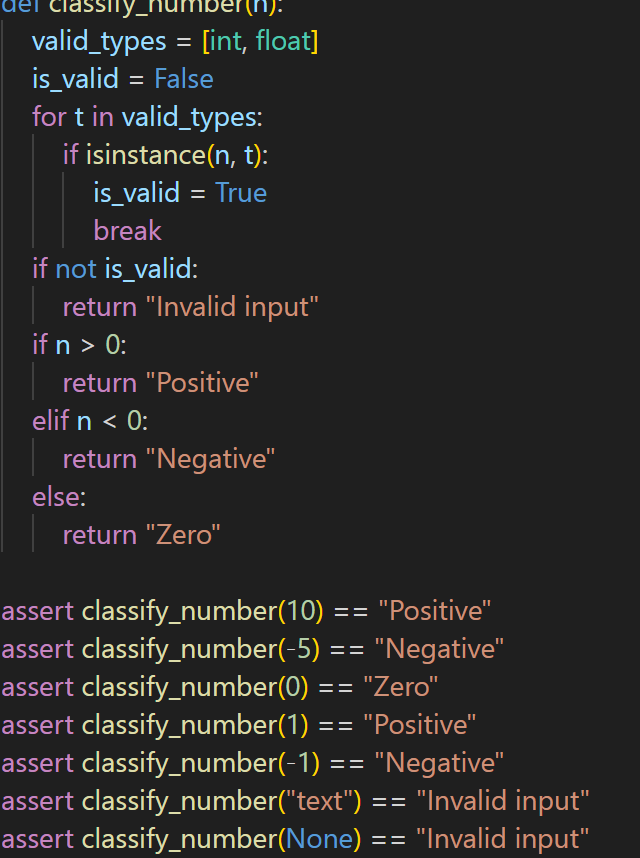 def classify_number(n):
    valid_types = [int, float]
    is_valid = False
    for t in valid_types:
        if isinstance(n, t):
            is_valid = True
            break
    if not is_valid:
        return "Invalid input"
    if n > 0:
        return "Positive"
    elif n < 0:
        return "Negative"
    else:
        return "Zero"

assert classify_number(10) == "Positive"
assert classify_number(-5) == "Negative"
assert classify_number(0) == "Zero"
assert classify_number(1) == "Positive"
assert classify_number(-1) == "Negative"
assert classify_number("text") == "Invalid input"
assert classify_number(None) == "Invalid input"